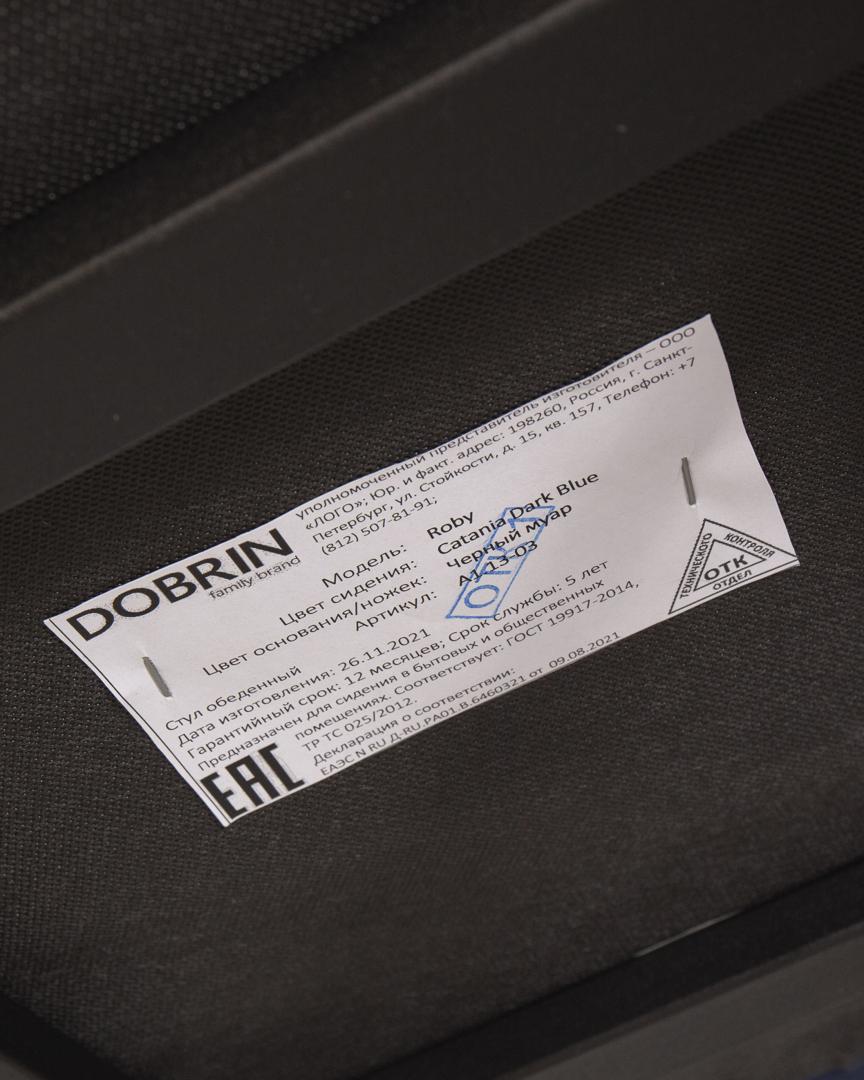 DOBRIN
family brand
уполномоченный представитель изготовителя – ООО
«ЛОГО»; Юр. и факт. адрес: 198260, Россия, г. Санкт-
Петербург, ул. Стойкости, д. 15, кв. 157, Телефон: +7
(812) 507-81-91;
Модель: Roby
Цвет сидения: Catania Dark Blue
Цвет основания/ножек: Черный муар
Артикул: A1-13-03
ОТК
Стул обеденный
Дата изготовления: 26.11.2021
Гарантийный срок: 12 месяцев; Срок службы: 5 лет
Предназначен для сидения в бытовых и общественных
помещениях. Соответствует: ГОСТ 19917-2014,
ТР ТС 025/2012.
Декларация о соответствии:
ЕАЭС N RU Д-RU.РА01.В.6460321 от 09.08.2021
EAC
ТЕХНИЧЕСКОГО
КОНТРОЛЯ
ОТК
ОТДЕЛ